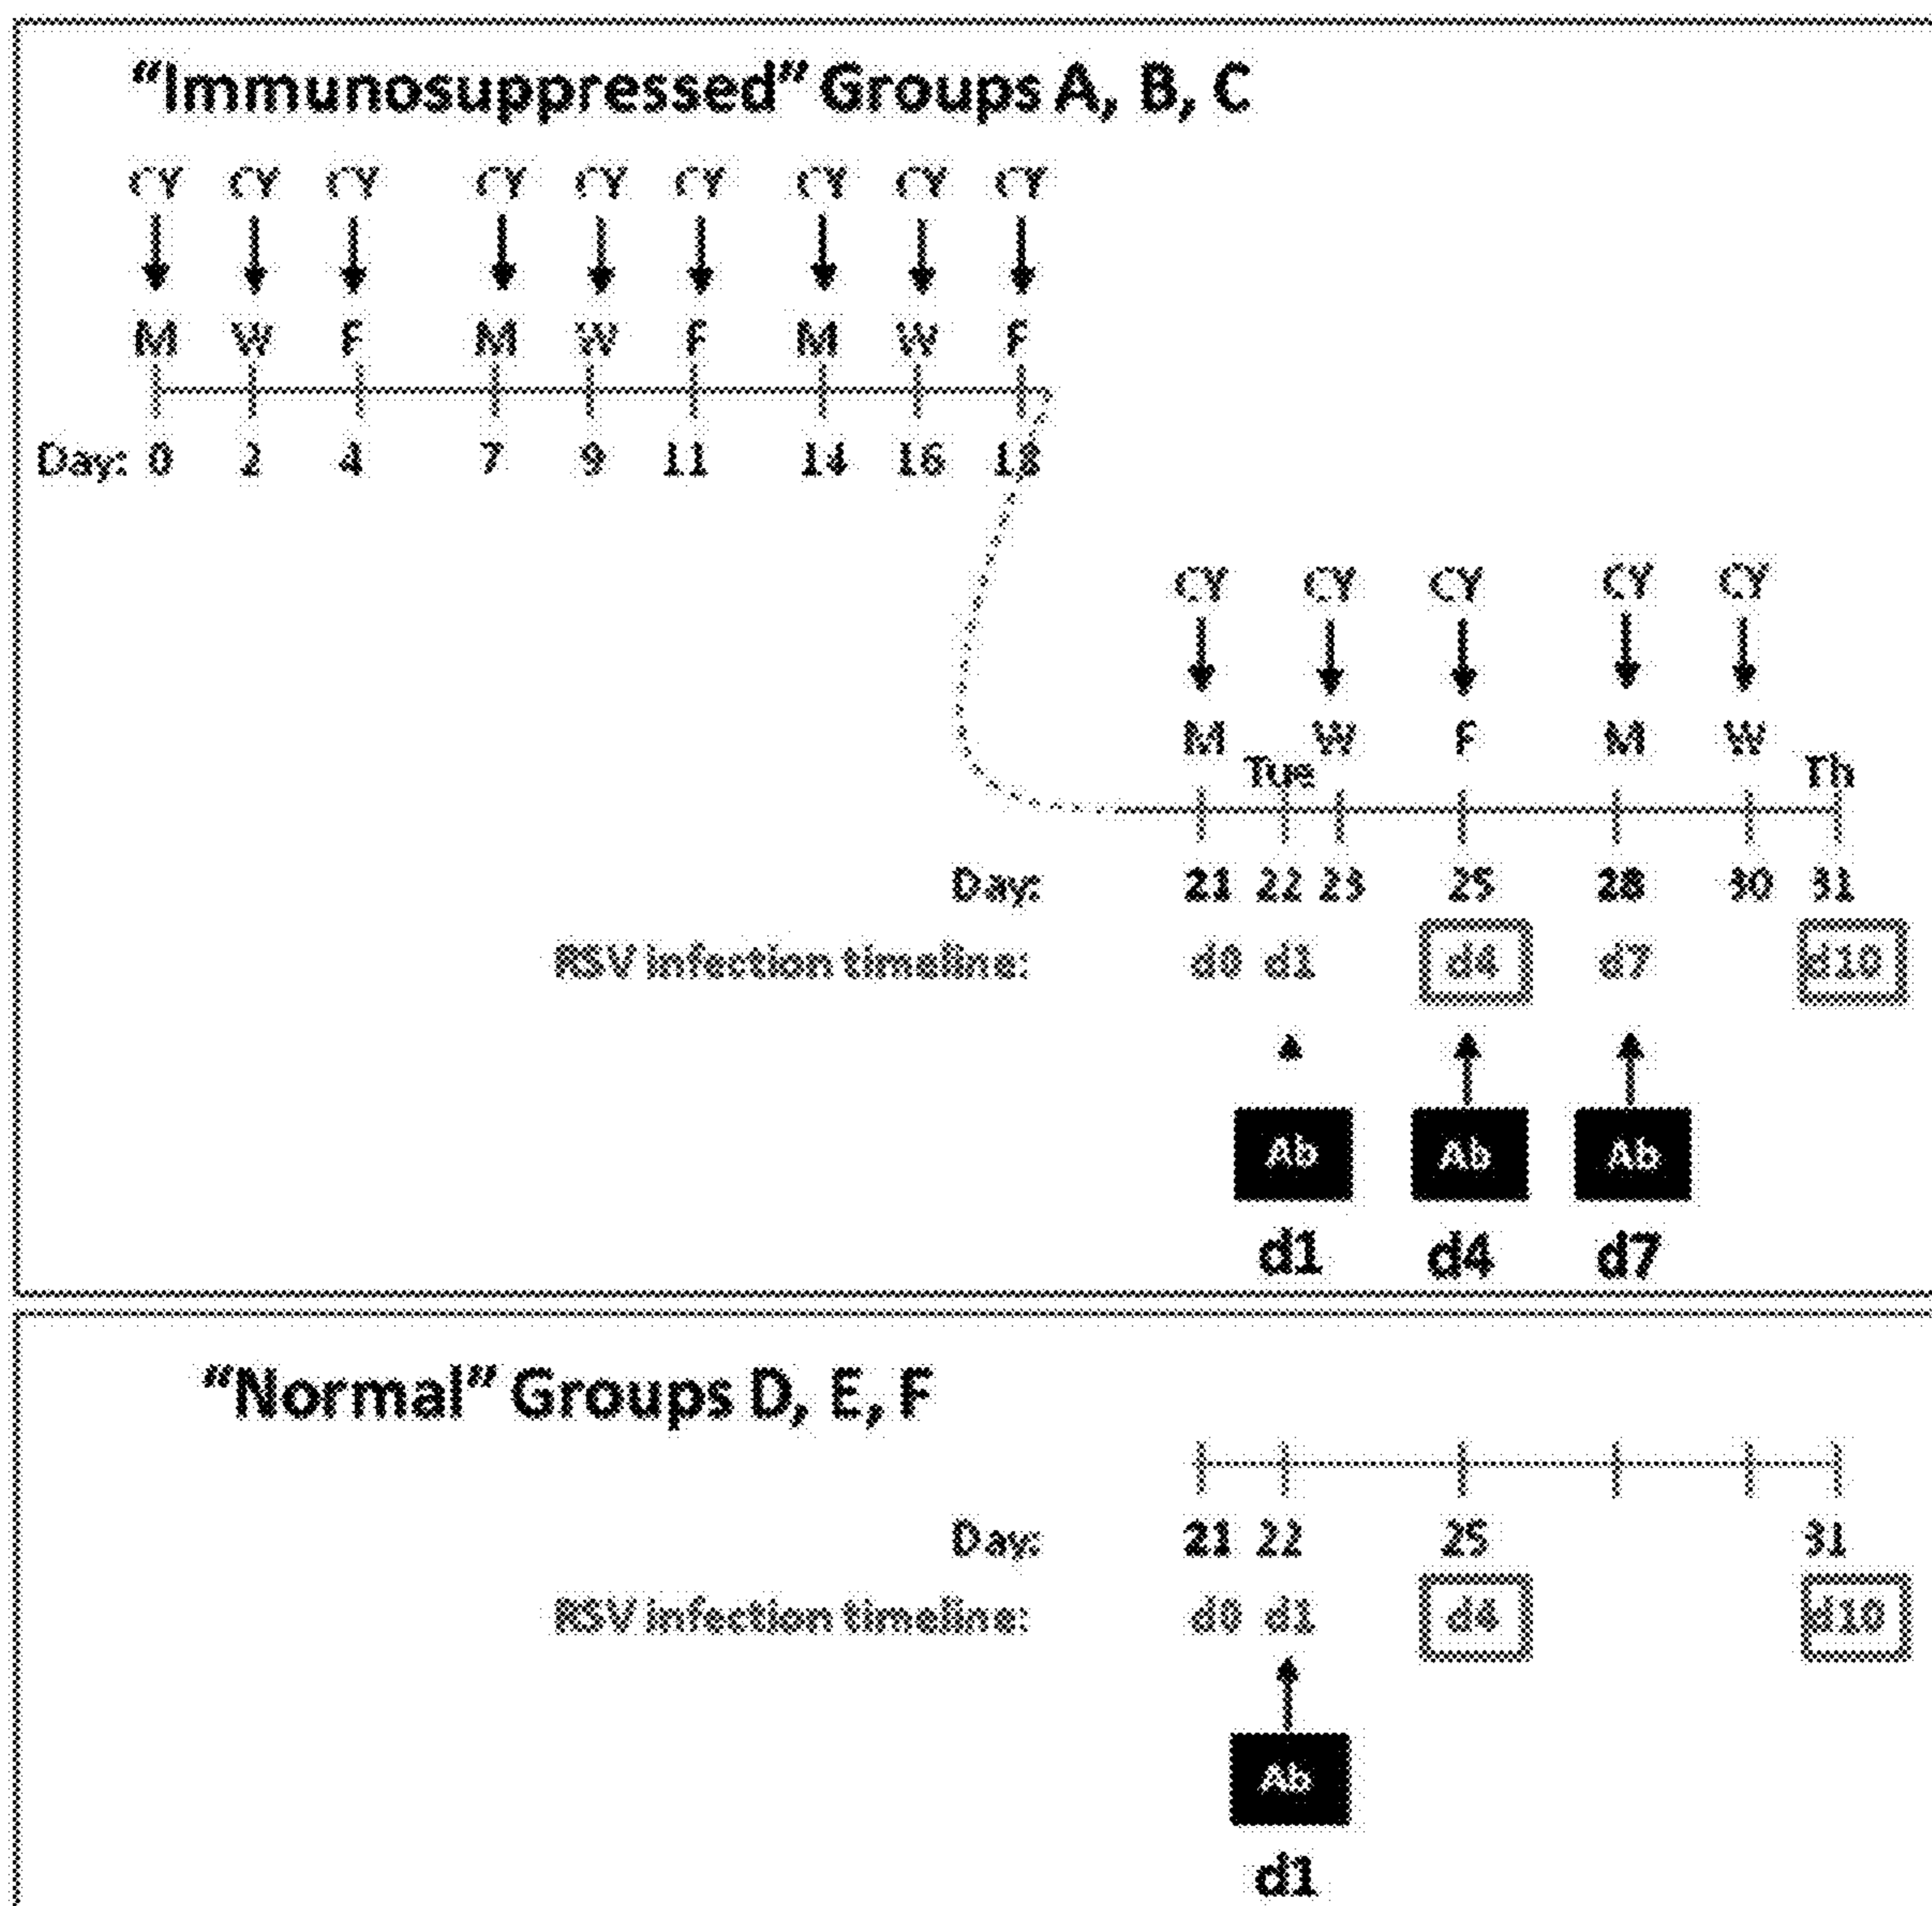 “Immunosuppressed” Groups A, B, C
CY CY CY CY CY CY CY CY CY
M W F M W F M W F
Day: 0 2 4 7 9 11 14 16 18
CY CY CY CY CY
M W F M W
Tue Th
Day: 21 22 23 25 28 30 31
RSV infection timeline: d0 d1 d4 d7 d10
Ab Ab Ab
d1 d4 d7
“Normal” Groups D, E, F
Day: 21 22 25 31
RSV infection timeline: d0 d1 d4 d10
Ab
d1